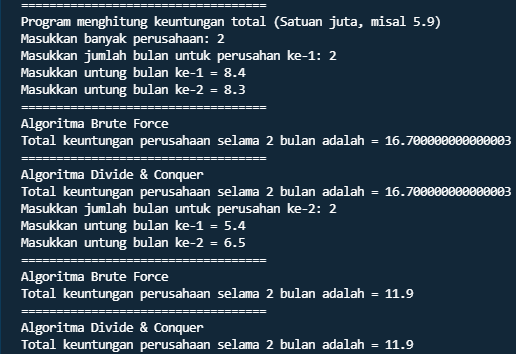 ===================================
Program menghitung keuntungan total (Satuan juta, misal 5.9)
Masukkan banyak perusahaan: 2
Masukkan jumlah bulan untuk perusahan ke-1: 2
Masukkan untung bulan ke-1 = 8.4
Masukkan untung bulan ke-2 = 8.3
===================================
Algoritma Brute Force
Total keuntungan perusahaan selama 2 bulan adalah = 16.700000000000003
===================================
Algoritma Divide & Conquer
Total keuntungan perusahaan selama 2 bulan adalah = 16.700000000000003
Masukkan jumlah bulan untuk perusahan ke-2: 2
Masukkan untung bulan ke-1 = 5.4
Masukkan untung bulan ke-2 = 6.5
===================================
Algoritma Brute Force
Total keuntungan perusahaan selama 2 bulan adalah = 11.9
===================================
Algoritma Divide & Conquer
Total keuntungan perusahaan selama 2 bulan adalah = 11.9